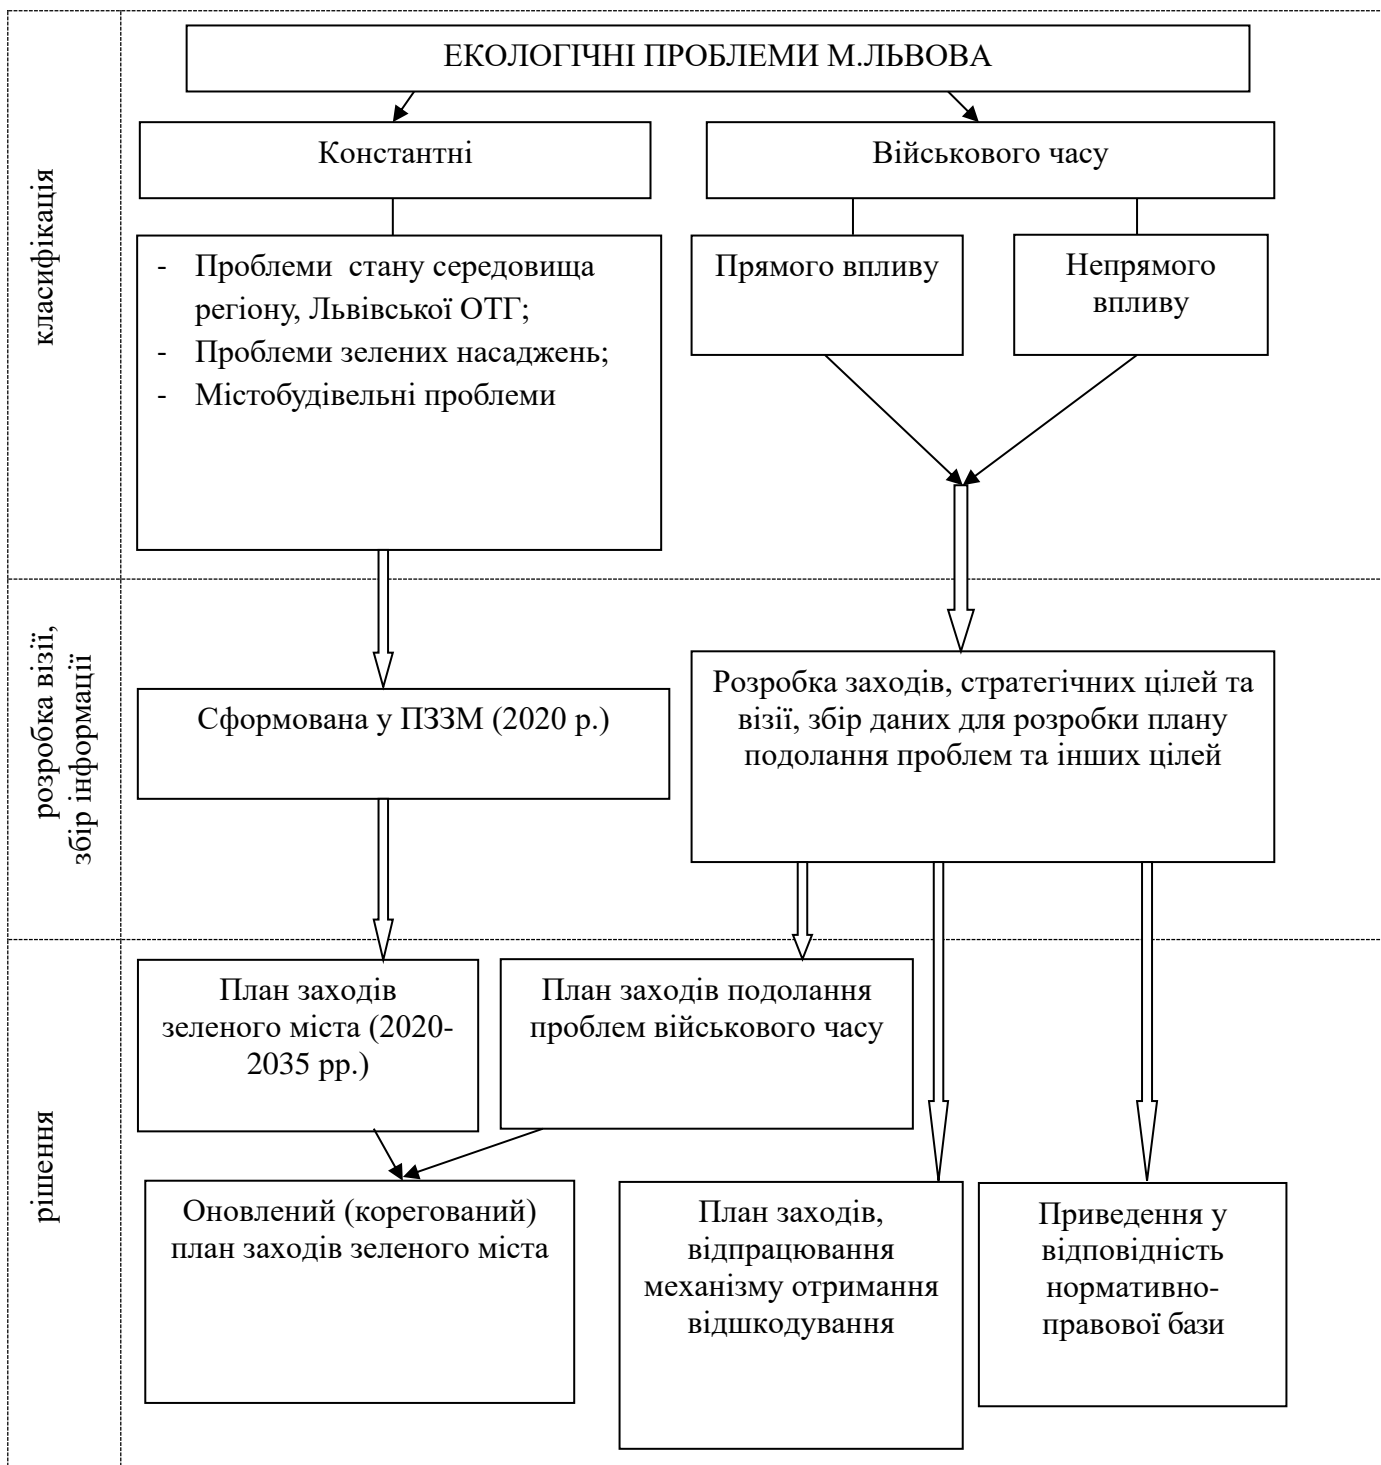 ЕКОЛОГІЧНІ ПРОБЛЕМИ М.ЛЬВОВА
класифікація
Константні
Військового часу
- Проблеми стану середовища
регіону, Львівської ОТГ;
- Проблеми зелених насаджень;
- Містобудівельні проблеми
Прямого впливу
Непрямого
впливу
розробка візії,
збір інформації
Сформована у ПЗЗМ (2020 р.)
Розробка заходів, стратегічних цілей та
візії, збір даних для розробки плану
подолання проблем та інших цілей
рішення
План заходів
зеленого міста (2020-
2035 рр.)
План заходів подолання
проблем військового часу
Оновлений (корегований)
план заходів зеленого міста
План заходів,
відпрацювання
механізму отримання
відшкодування
Приведення у
відповідність
нормативно-
правової бази